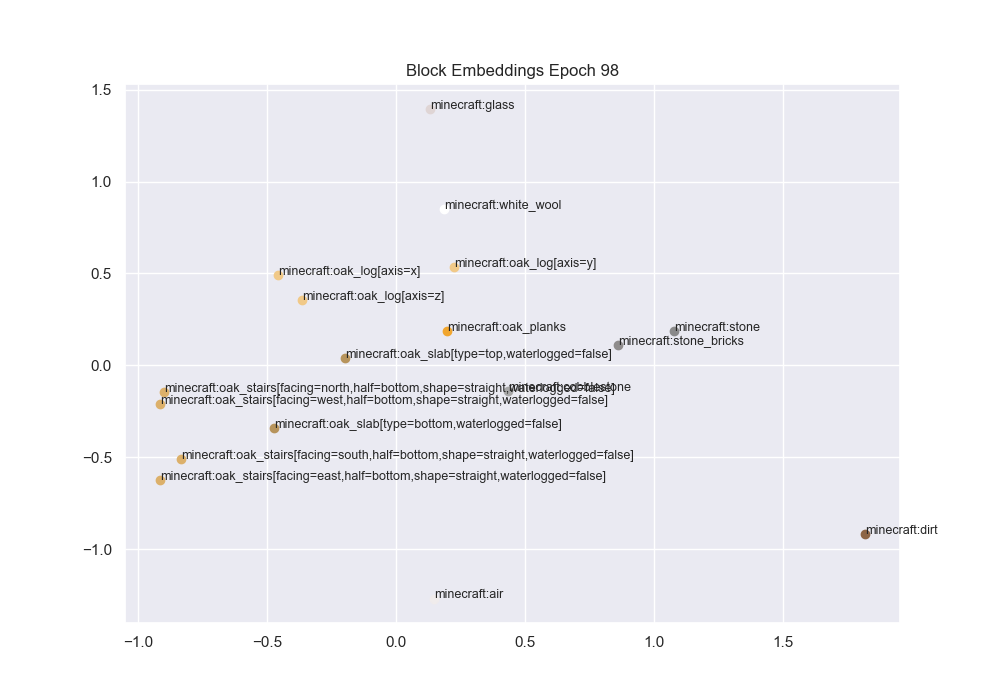 Block Embeddings Epoch 98
1.5
minecraft:glass
1.0
minecraft:white_wool
0.5
minecraft:oak_log[axis=y]
minecraft:oak_log[axis=x]
minecraft:oak_log[axis=z]
minecraft:oak_planks
minecraft:stone
minecraft:stone_bricks
minecraft:oak_slab[type=top,waterlogged=false]
0.0
minecraft:oak_stairs[facing=north,half=bottom,shape=straight,waterlogged=false]
minecraft:cobblestone
minecraft:oak_stairs[facing=west,half=bottom,shape=straight,waterlogged=false]
minecraft:oak_slab[type=bottom,waterlogged=false]
−0.5
minecraft:oak_stairs[facing=south,half=bottom,shape=straight,waterlogged=false]
minecraft:oak_stairs[facing=east,half=bottom,shape=straight,waterlogged=false]
minecraft:dirt
−1.0
minecraft:air
−1.0 −0.5 0.0 0.5 1.0 1.5